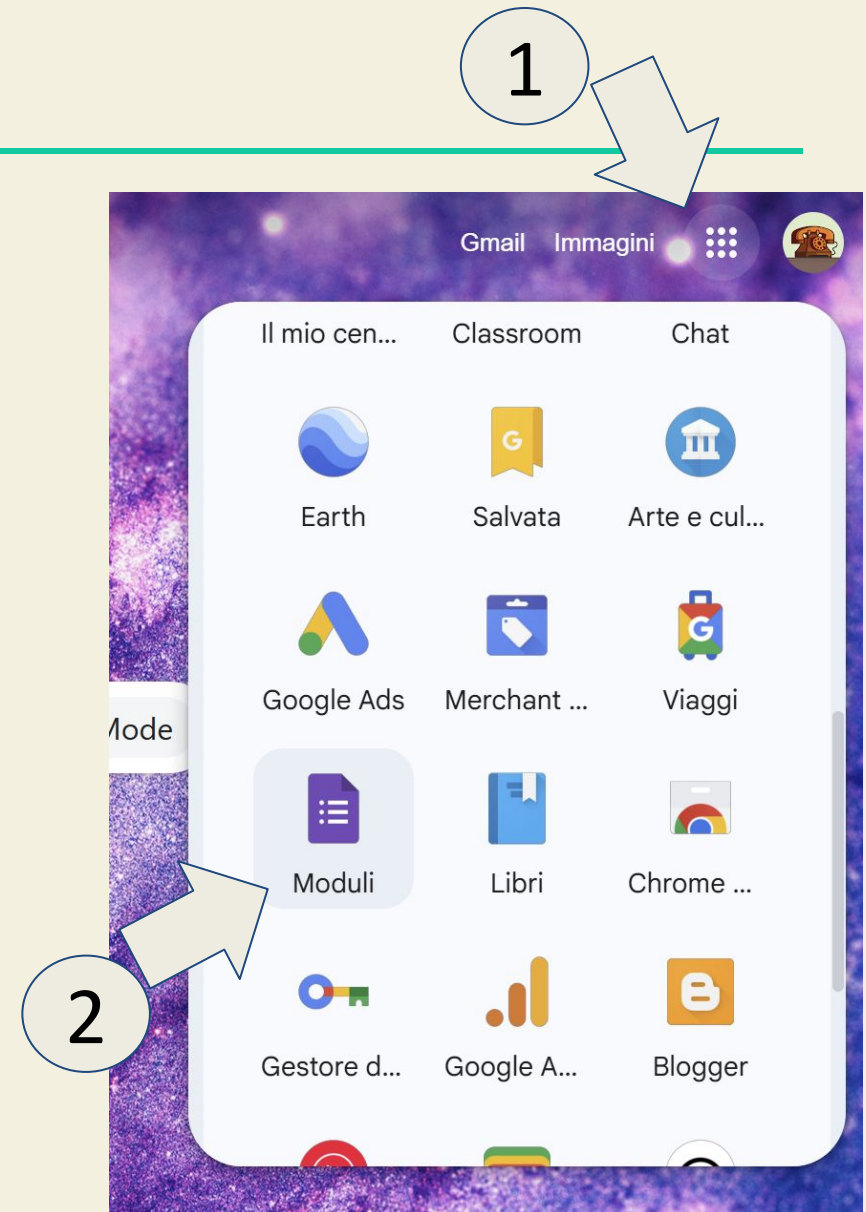 1
Gmail Immagini
Il mio cen... Classroom Chat
G
Earth Salvata Arte e cul...
G
Google Ads Merchant ... Viaggi
Mode
Moduli Libri Chrome ...
2
Gestore d... Google A... Blogger